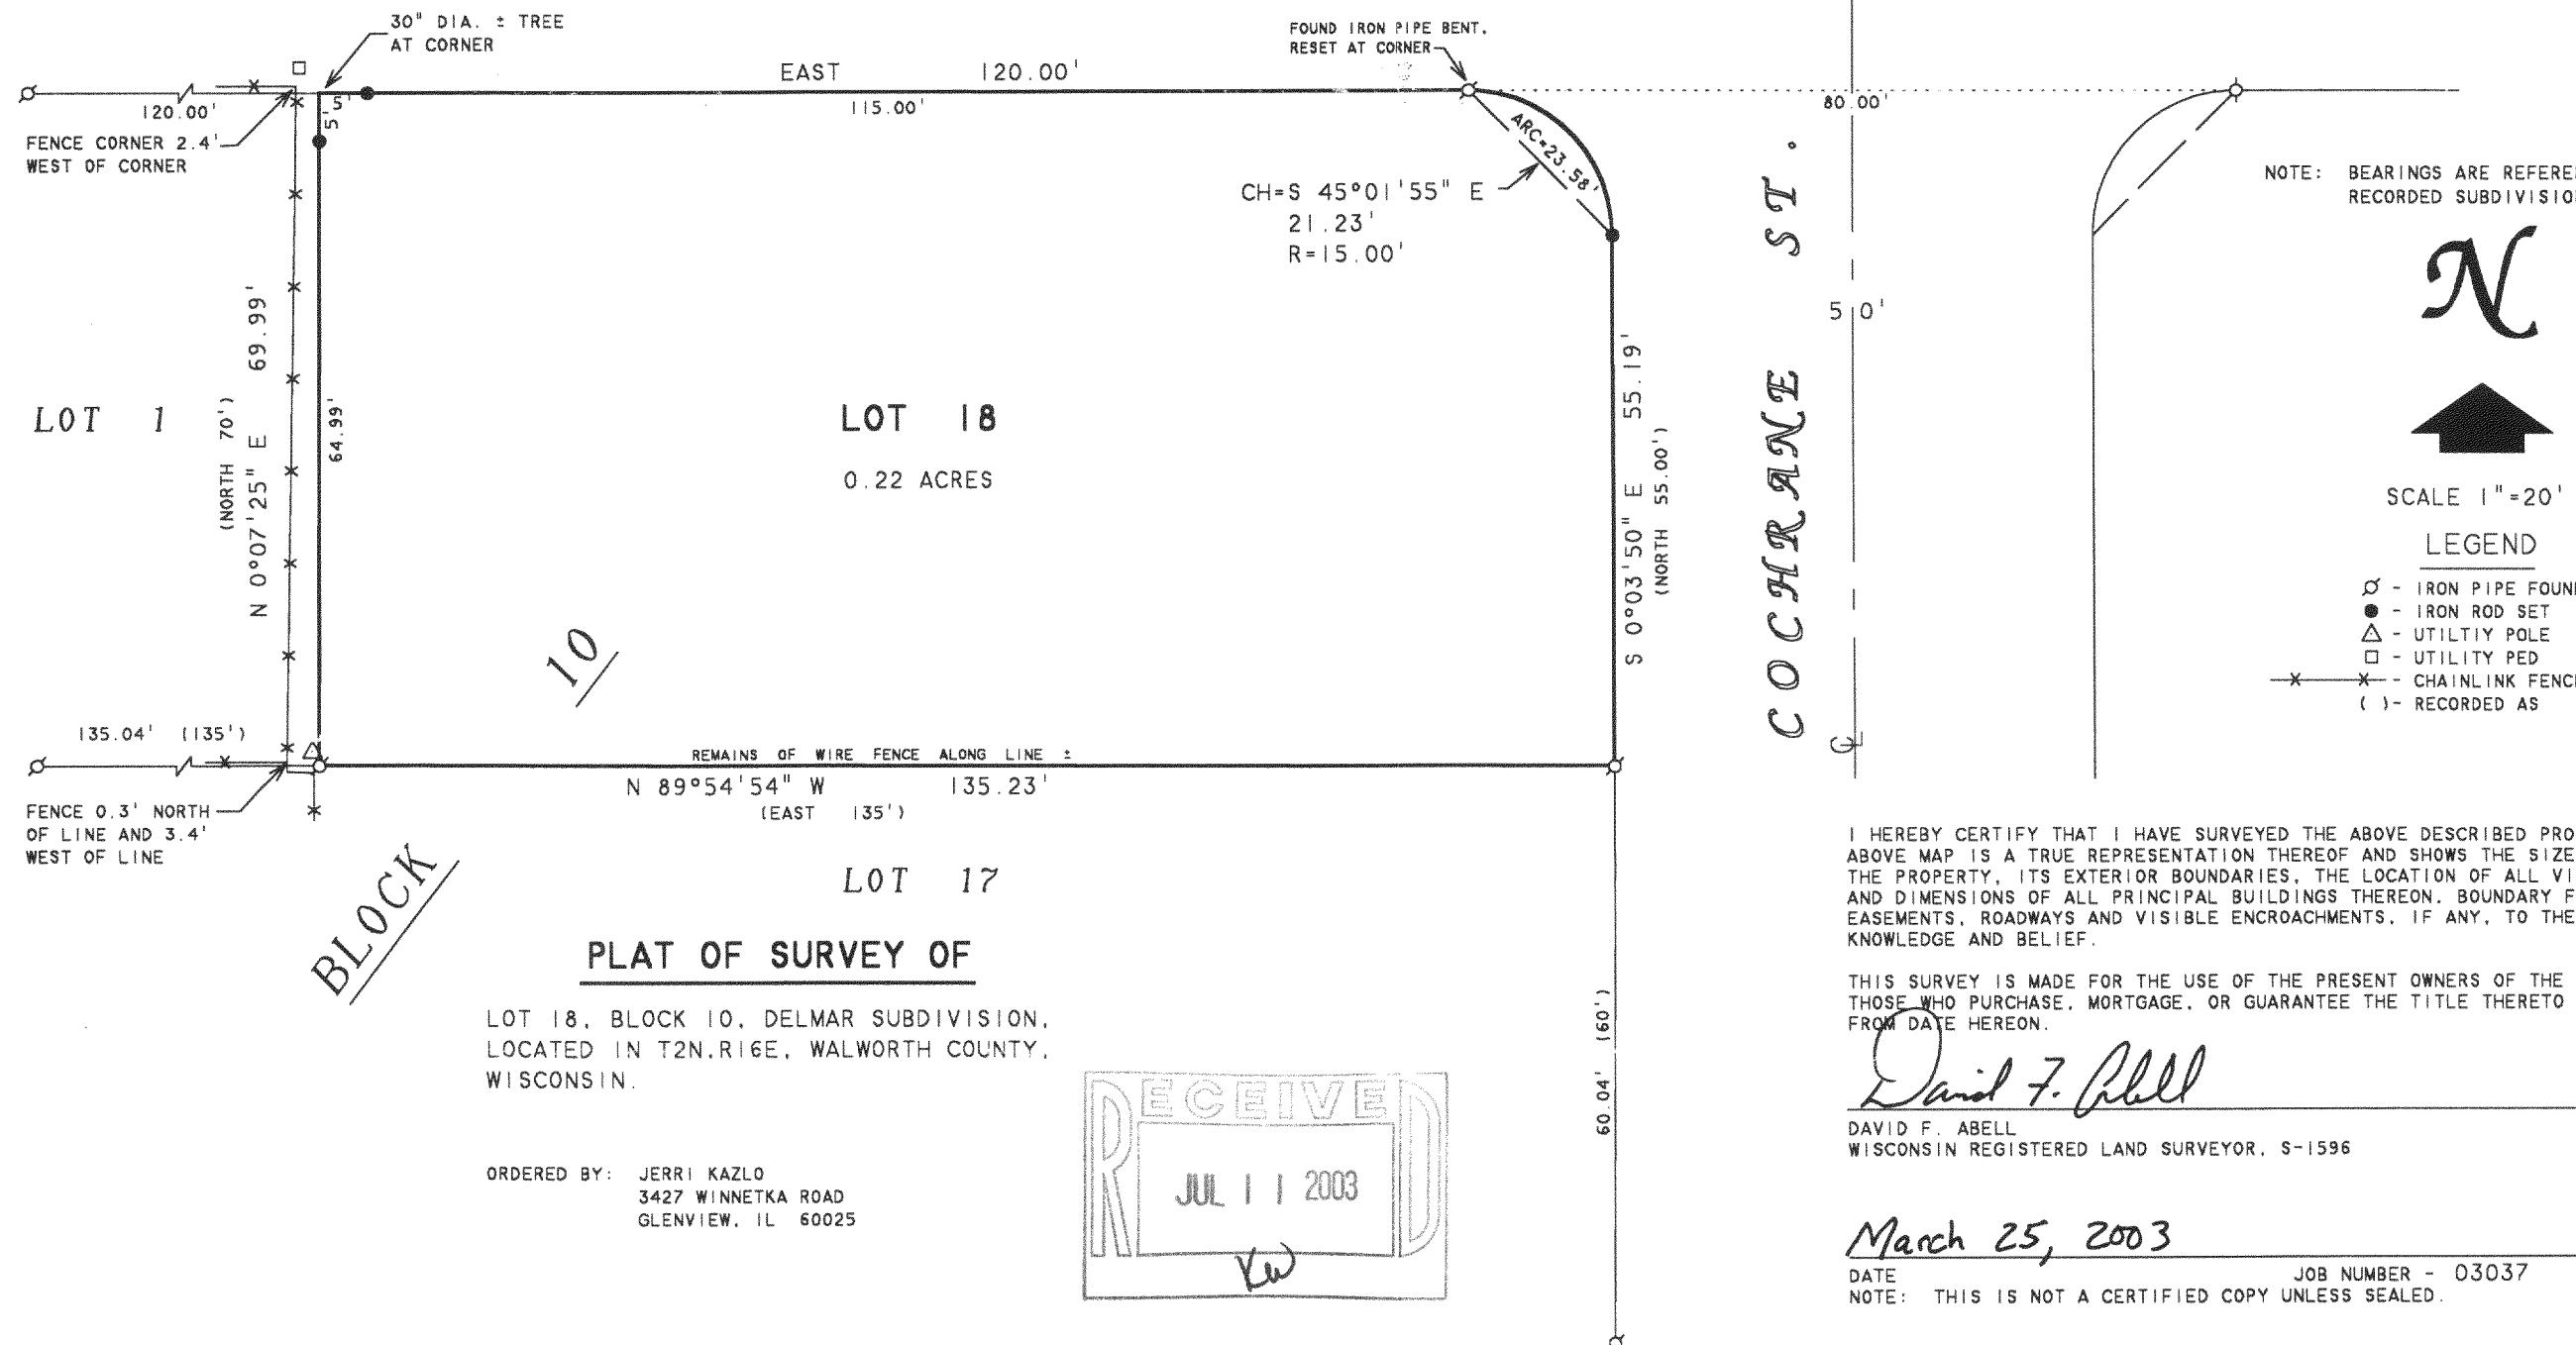 30" DIA. ± TREE
AT CORNER
FOUND IRON PIPE BENT,
RESET AT CORNER
EAST 120.00'
115.00'
120.00'
5'
5'
80.00'
FENCE CORNER 2.4'
WEST OF CORNER
ARC=23.58'
CH=S 45°01'55" E
21.23'
R=15.00'
NOTE: BEARINGS ARE REFERE
RECORDED SUBDIVISIO
N
50'
COCHRANE ST.
N 0°07'25" E 69.99'
(NORTH 70')
64.99'
LOT 1
LOT 18
0.22 ACRES
S 0°03'50" E 55.19'
(NORTH 55.00')
SCALE 1"=20'
LEGEND
- IRON PIPE FOUN
- IRON ROD SET
- UTILTIY POLE
- UTILITY PED
- CHAINLINK FENC
( )- RECORDED AS
BLOCK 10
135.04' (135')
REMAINS OF WIRE FENCE ALONG LINE ±
N 89°54'54" W 135.23'
(EAST 135')
FENCE 0.3' NORTH
OF LINE AND 3.4'
WEST OF LINE
LOT 17
60.04' (60')
PLAT OF SURVEY OF
LOT 18, BLOCK 10, DELMAR SUBDIVISION,
LOCATED IN T2N,R16E, WALWORTH COUNTY,
WISCONSIN.
ORDERED BY: JERRI KAZLO
3427 WINNETKA ROAD
GLENVIEW, IL 60025
RECEIVED
JUL 11 2003
KW
I HEREBY CERTIFY THAT I HAVE SURVEYED THE ABOVE DESCRIBED PRO
ABOVE MAP IS A TRUE REPRESENTATION THEREOF AND SHOWS THE SIZE
THE PROPERTY, ITS EXTERIOR BOUNDARIES, THE LOCATION OF ALL VI
AND DIMENSIONS OF ALL PRINCIPAL BUILDINGS THEREON, BOUNDARY F
EASEMENTS, ROADWAYS AND VISIBLE ENCROACHMENTS, IF ANY, TO THE
KNOWLEDGE AND BELIEF.
THIS SURVEY IS MADE FOR THE USE OF THE PRESENT OWNERS OF THE
THOSE WHO PURCHASE, MORTGAGE, OR GUARANTEE THE TITLE THERETO
FROM DATE HEREON.
David F. Abell
DAVID F. ABELL
WISCONSIN REGISTERED LAND SURVEYOR, S-1596
March 25, 2003
DATE JOB NUMBER - 03037
NOTE: THIS IS NOT A CERTIFIED COPY UNLESS SEALED.